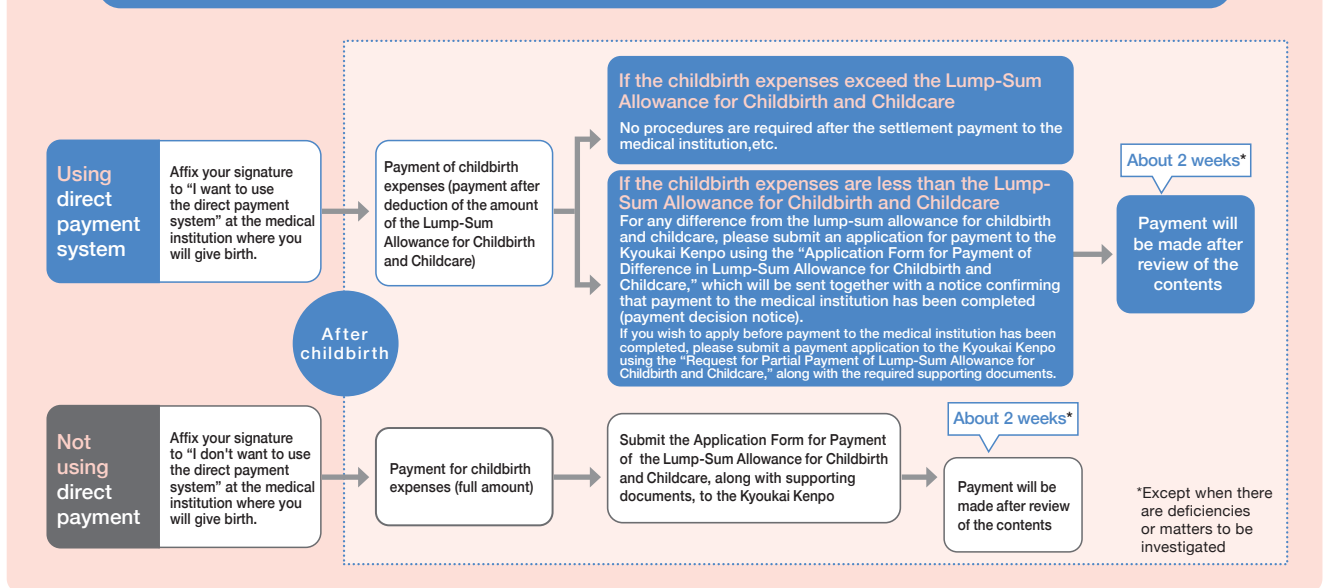 Using
direct
payment
system
Affix your signature
to "I want to use
the direct payment
system" at the medical
institution where you
will give birth.
Payment of childbirth
expenses (payment after
deduction of the amount
of the Lump-Sum
Allowance for Childbirth
and Childcare)
If the childbirth expenses exceed the Lump-Sum
Allowance for Childbirth and Childcare
No procedures are required after the settlement payment to the
medical institution,etc.
If the childbirth expenses are less than the Lump-
Sum Allowance for Childbirth and Childcare
For any difference from the lump-sum allowance for childbirth
and childcare, please submit an application for payment to the
Kyoukai Kenpo using the “Application Form for Payment of
Difference in Lump-Sum Allowance for Childbirth and
Childcare,” which will be sent together with a notice confirming
that payment to the medical institution has been completed
(payment decision notice).
If you wish to apply before payment to the medical institution has been
completed, please submit a payment application to the Kyoukai Kenpo
using the “Request for Partial Payment of Lump-Sum Allowance for
Childbirth and Childcare,” along with the required supporting documents.
About 2 weeks*
Payment will
be made after
review of the
contents
After
childbirth
Not
using
direct
payment
Affix your signature
to "I don't want to use
the direct payment
system" at the medical
institution where you
will give birth.
Payment for childbirth
expenses (full amount)
Submit the Application Form for Payment
of the Lump-Sum Allowance for Childbirth
and Childcare, along with supporting
documents, to the Kyoukai Kenpo
About 2 weeks*
Payment will be
made after review
of the contents
*Except when there
are deficiencies
or matters to be
investigated